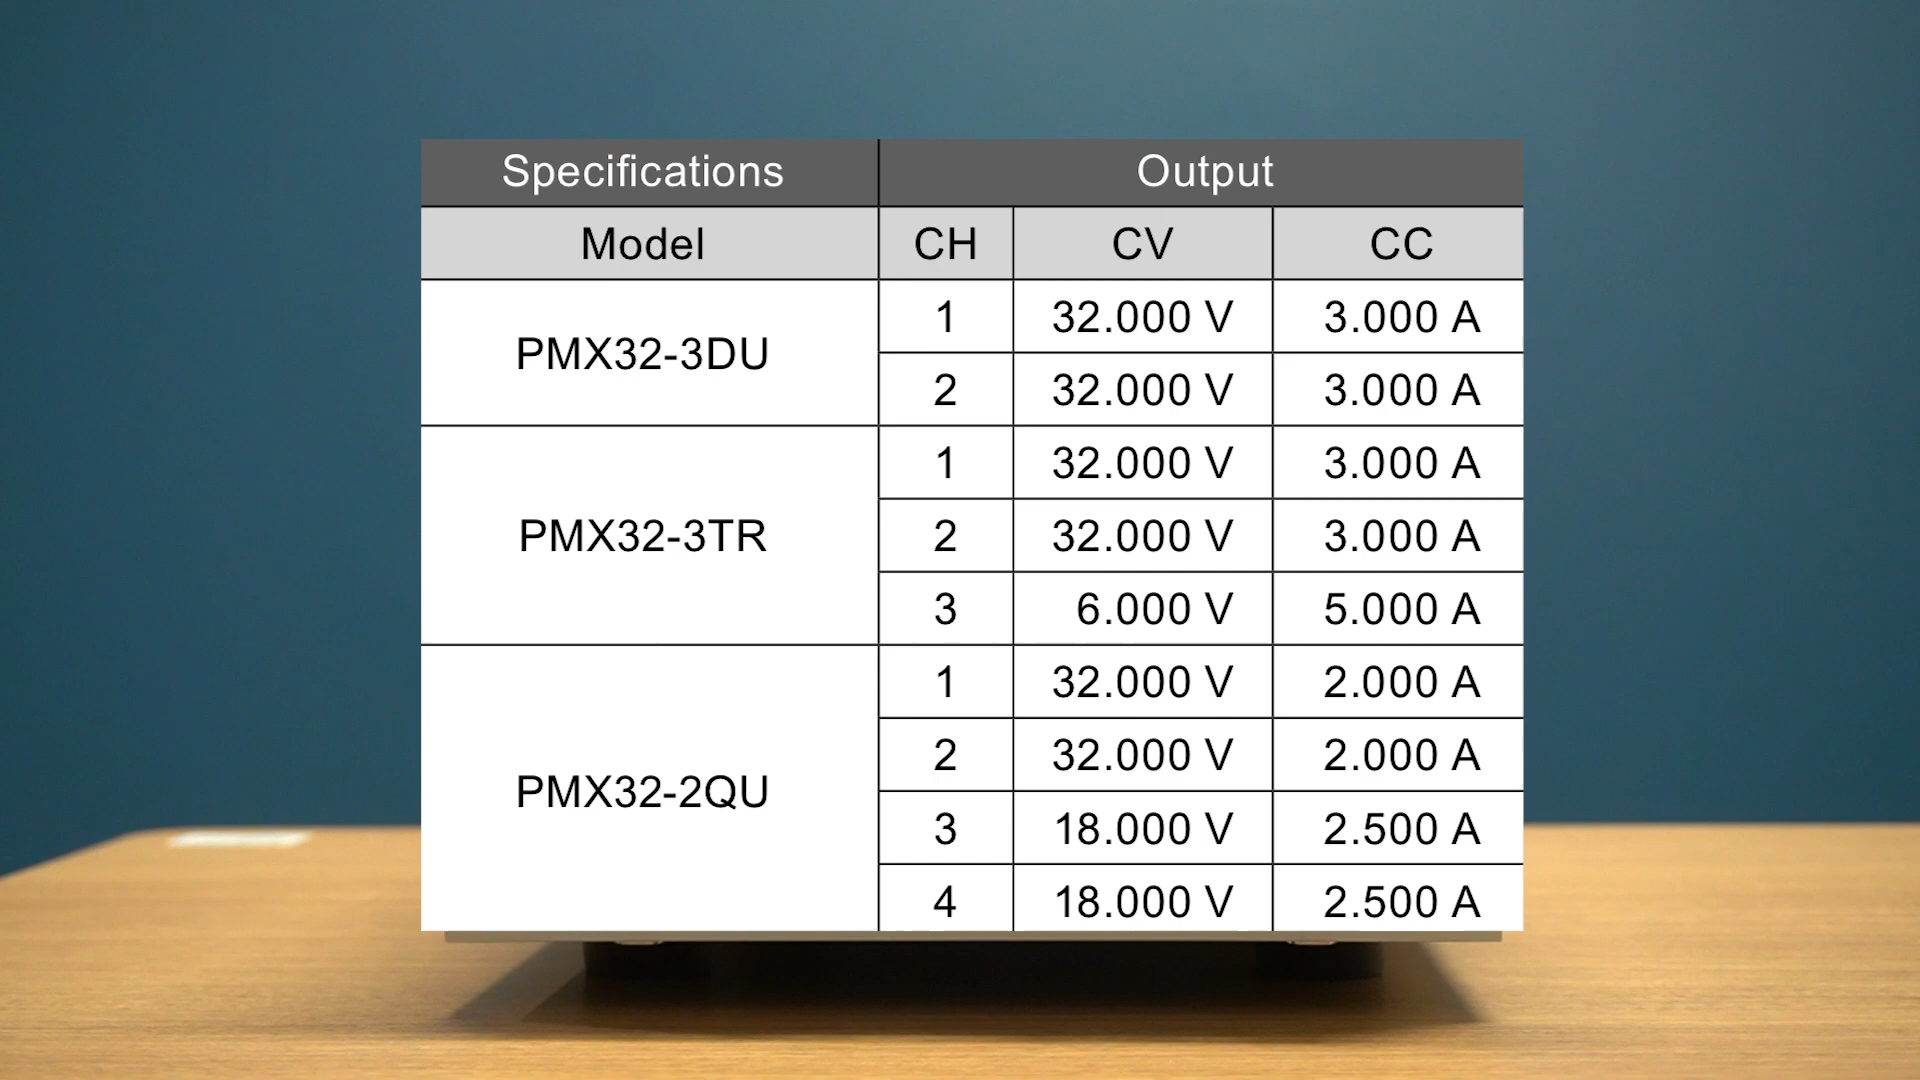 Specifications Output
Model CH CV CC
PMX32-3DU
1 32.000 V 3.000 A
2 32.000 V 3.000 A
PMX32-3TR
1 32.000 V 3.000 A
2 32.000 V 3.000 A
3 6.000 V 5.000 A
PMX32-2QU
1 32.000 V 2.000 A
2 32.000 V 2.000 A
3 18.000 V 2.500 A
4 18.000 V 2.500 A